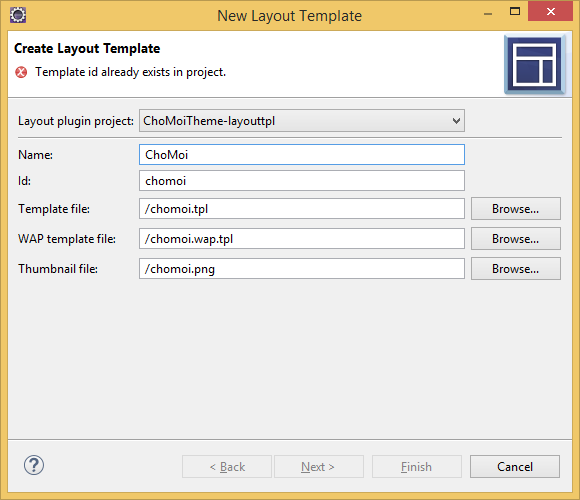 New Layout Template
Create Layout Template
Template id already exists in project.
Layout plugin project: ChoMoiTheme-layouttpl
Name: ChoMoi
Id: chomoi
Template file: /chomoi.tpl Browse...
WAP template file: /chomoi.wap.tpl Browse...
Thumbnail file: /chomoi.png Browse...
? < Back Next > Finish Cancel